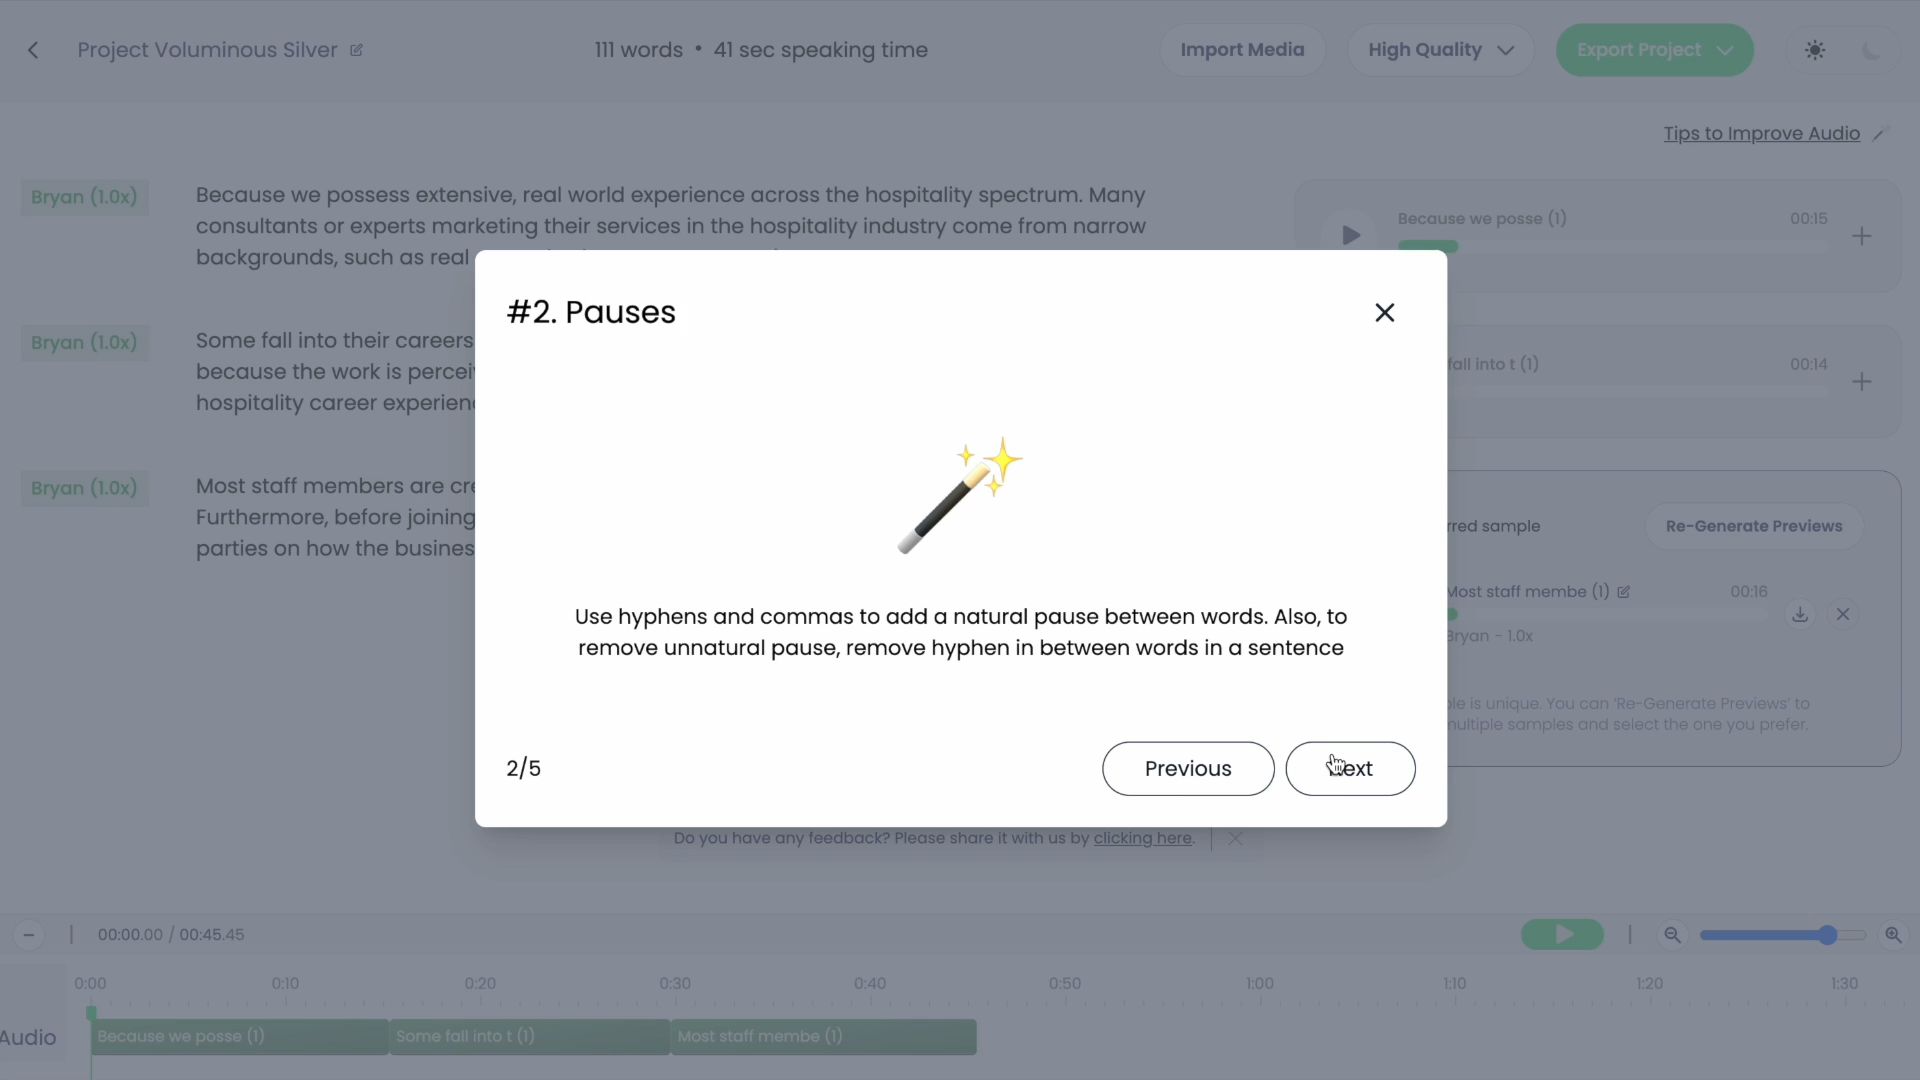 Project Voluminous Silver
111 words • 41 sec speaking time
Import Media
High Quality
Export Project
Tips to Improve Audio
Bryan (1.0x)
Because we possess extensive, real world experience across the hospitality spectrum. Many
consultants or experts marketing their services in the hospitality industry come from narrow
backgrounds, such as real
Because we posse (1)
00:15
Bryan (1.0x)
Some fall into their careers
because the work is
hospitality career
fall into t (1)
00:14
#2. Pauses
Use hyphens and commas to add a natural pause between words. Also, to
remove unnatural pause, remove hyphen in between words in a sentence
2/5
Previous
Bryan (1.0x)
Most staff members are
Furthermore, before joining
parties on how the
sample
Re-Generate Previews
Most staff membe (1)
00:16
Bryan - 1.0x
is unique. You can 'Re-Generate Previews' to
multiple samples and select the one you prefer.
Do you have any feedback? Please share it with us by clicking here.
00:00.00 / 00:45.45
0:00 0:10 0:20 0:30 0:40 0:50 1:00 1:10 1:20 1:30
Audio
Because we posse (1)
Some fall into t (1)
Most staff membe (1)